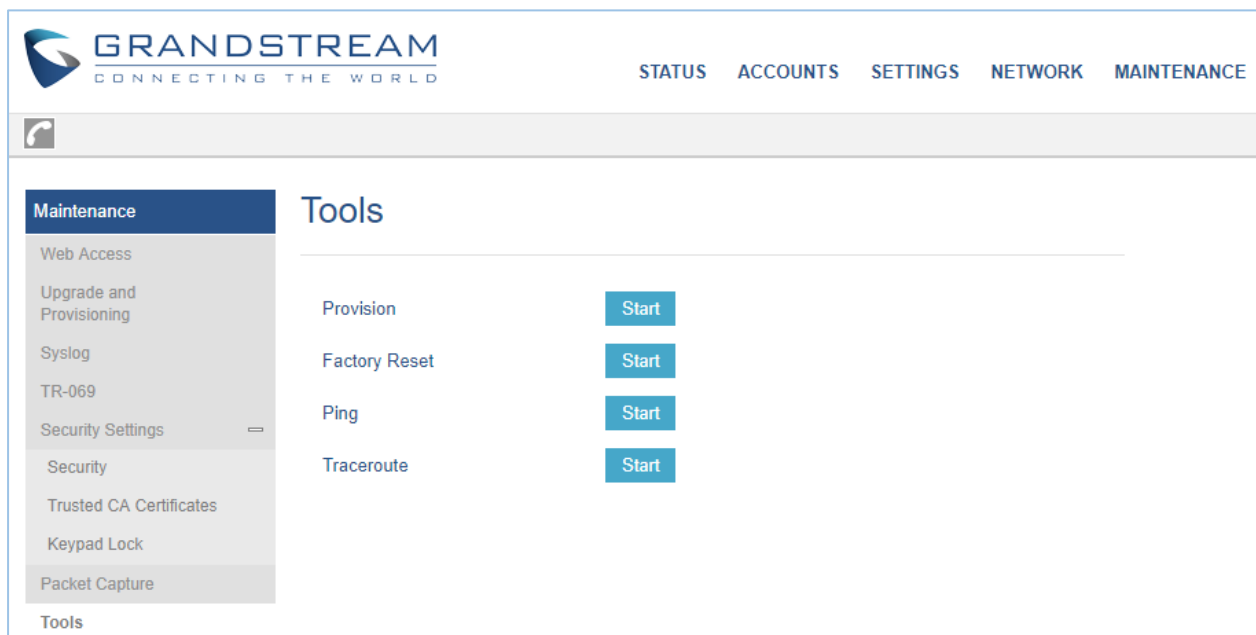 GRANDSTREAM
CONNECTING THE WORLD
STATUS ACCOUNTS SETTINGS NETWORK MAINTENANCE
Maintenance
Web Access
Upgrade and
Provisioning
Syslog
TR-069
Security Settings
Security
Trusted CA Certificates
Keypad Lock
Packet Capture
Tools
Tools
Provision Start
Factory Reset Start
Ping Start
Traceroute Start